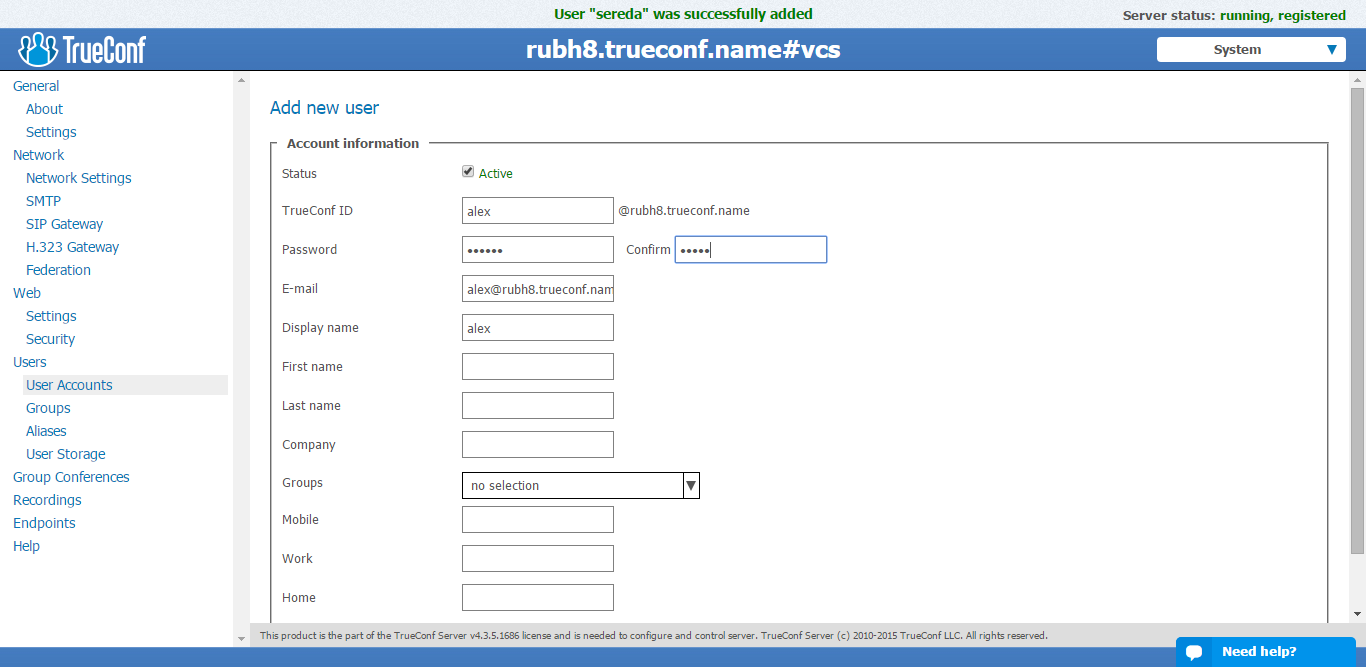 User "sereda" was successfully added
Server status: running, registered
TrueConf
rubh8.trueconf.name#vcs
System
General
About
Settings
Network
Network Settings
SMTP
SIP Gateway
H.323 Gateway
Federation
Web
Settings
Security
Users
User Accounts
Groups
Aliases
User Storage
Group Conferences
Recordings
Endpoints
Help
Add new user
Account information
Status Active
TrueConf ID alex @rubh8.trueconf.name
Password •••••• Confirm •••••
E-mail alex@rubh8.trueconf.nam
Display name alex
First name
Last name
Company
Groups no selection
Mobile
Work
Home
This product is the part of the TrueConf Server v4.3.5.1686 license and is needed to configure and control server. TrueConf Server (c) 2010-2015 TrueConf LLC. All rights reserved.
Need help?